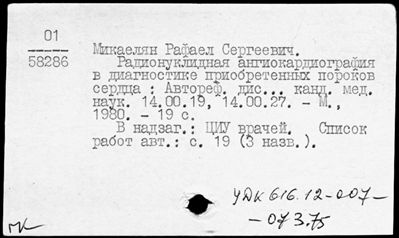 01
58286
Микаелян Рафаел Сергеевич.
Радионуклидная ангиокардиография
в диагностике приобретенных пороков
сердца : Автореф. дис... канд. мед.
наук. 14.00.19, 14.00.27. - М.,
1980. - 19 с.
В надзаг.: ЦИУ врачей. Список
работ авт.: с. 19 (3 назв.).
УДК 616.12-007-
-073.75